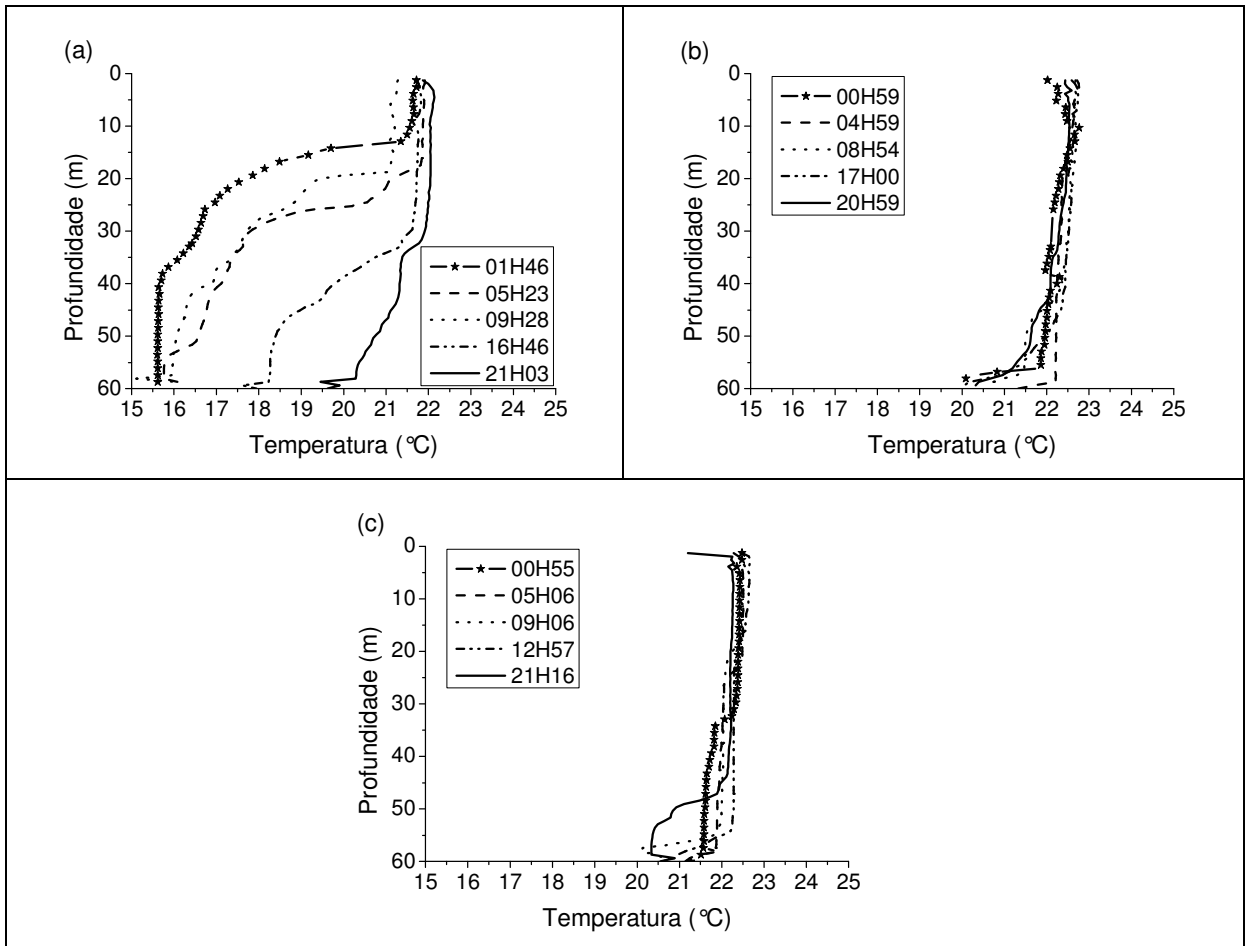 (a)
0
10
20
30
40
50
60
Profundidade (m)
01H46
05H23
09H28
16H46
21H03
15 16 17 18 19 20 21 22 23 24 25
Temperatura (°C)
(b)
0
10
20
30
40
50
60
Profundidade (m)
00H59
04H59
08H54
17H00
20H59
15 16 17 18 19 20 21 22 23 24 25
Temperatura (°C)
(c)
0
10
20
30
40
50
60
Profundidade (m)
00H55
05H06
09H06
12H57
21H16
15 16 17 18 19 20 21 22 23 24 25
Temperatura (°C)